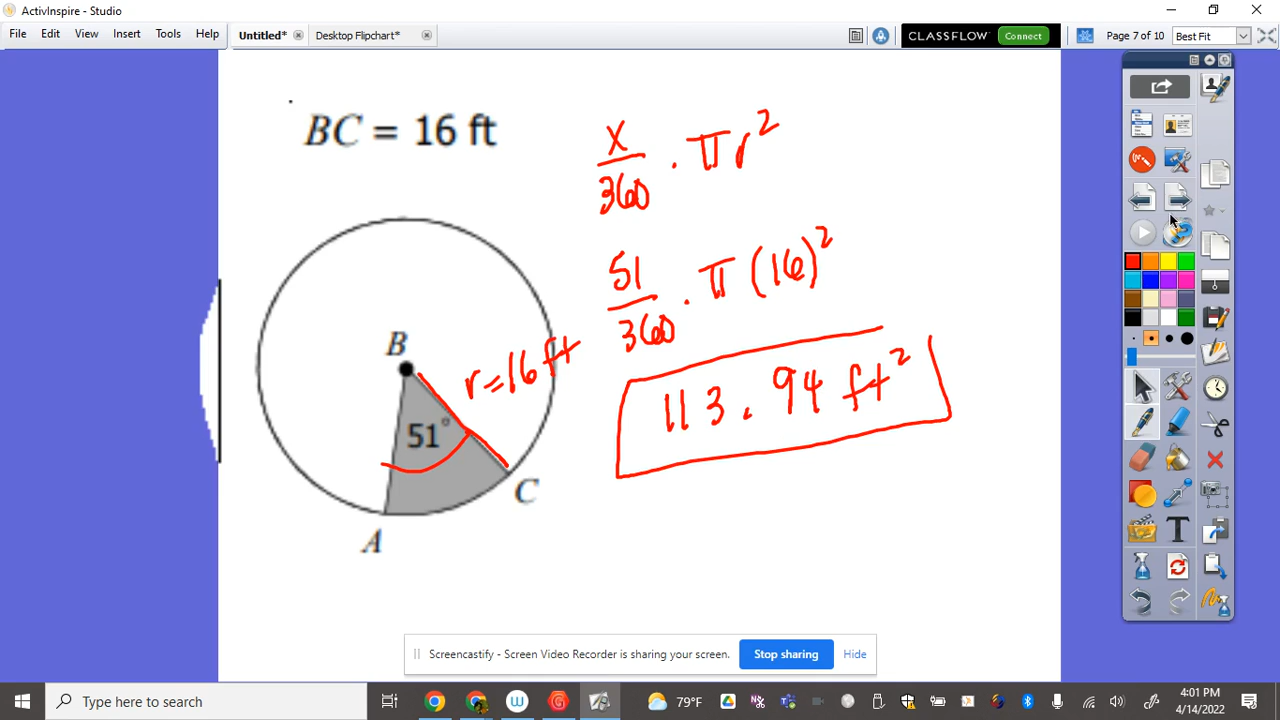 ActivInspire - Studio
File Edit View Insert Tools Help Untitled* Desktop Flipchart* CLASSFLOW Connect Page 7 of 10 Best Fit
BC = 16 ft
x/360 · πr²
51/360 · π(16)²
B
r=16ft
113.94 ft²
51°
C
A
Screencastify - Screen Video Recorder is sharing your screen. Stop sharing Hide
Type here to search
79°F
4:01 PM
4/14/2022